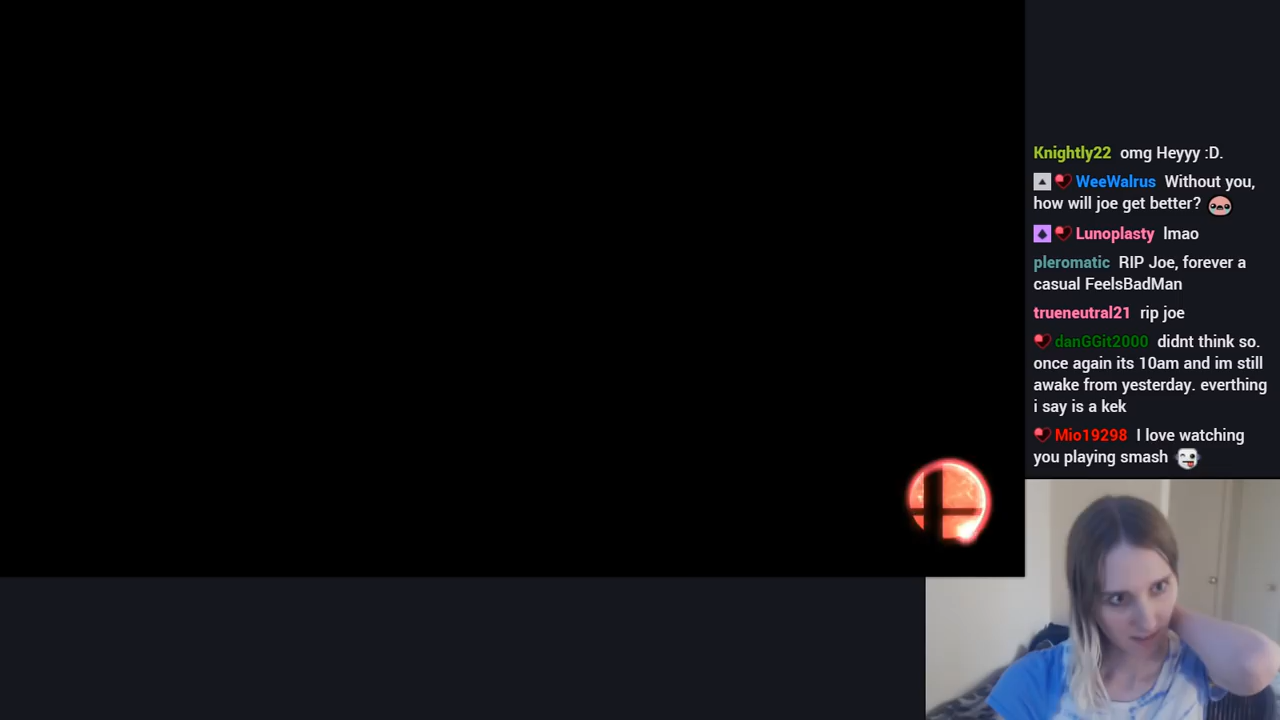 Knightly22 omg Heyyy :D.
WeeWalrus Without you,
how will joe get better?
Lunoplasty lmao
pleromatic RIP Joe, forever a
casual FeelsBadMan
trueneutral21 rip joe
danGGit2000 didnt think so.
once again its 10am and im still
awake from yesterday. everthing
i say is a kek
Mio19298 I love watching
you playing smash